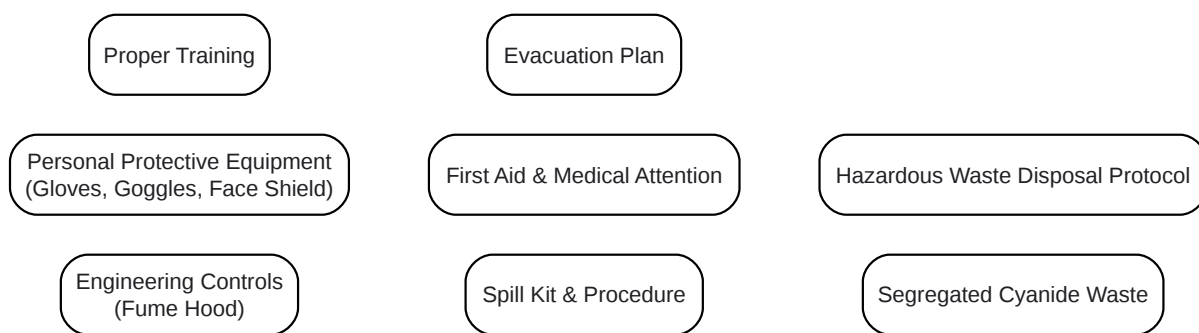 Proper Training
Evacuation Plan
Personal Protective Equipment
(Gloves, Goggles, Face Shield)
First Aid & Medical Attention
Hazardous Waste Disposal Protocol
Engineering Controls
(Fume Hood)
Spill Kit & Procedure
Segregated Cyanide Waste